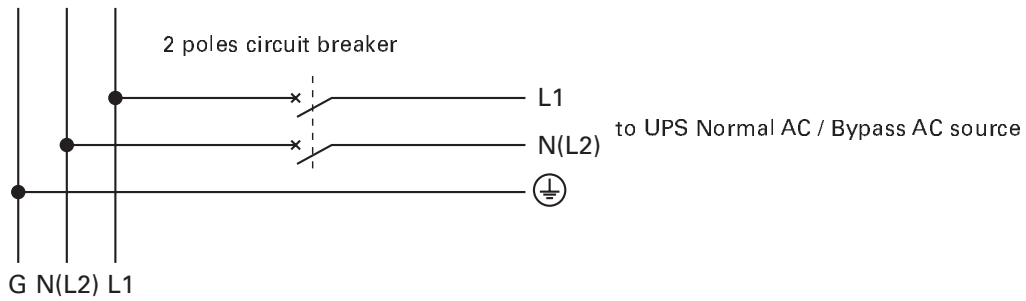 2 poles circuit breaker
L1
to UPS Normal AC / Bypass AC source
N(L2)
G N(L2) L1